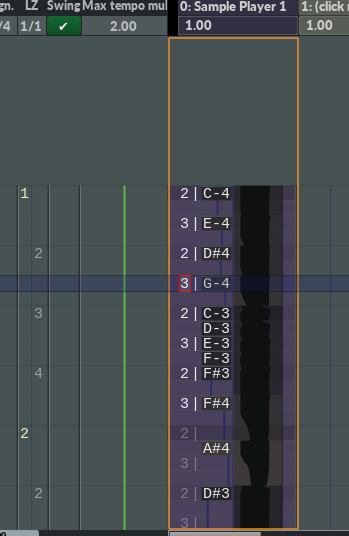 gn. LZ Swing Max tempo mul 0: Sample Player 1 1: (click
/4 1/1 ✔ 2.00 1.00 1.00
1 2 | C-4
3 | E-4
2 2 | D#4
3 | G-4
3 2 | C-3
D-3
3 | E-3
F-3
4 2 | F#3
3 | F#4
2 2 |
A#4
3 |
2 2 | D#3
3 |